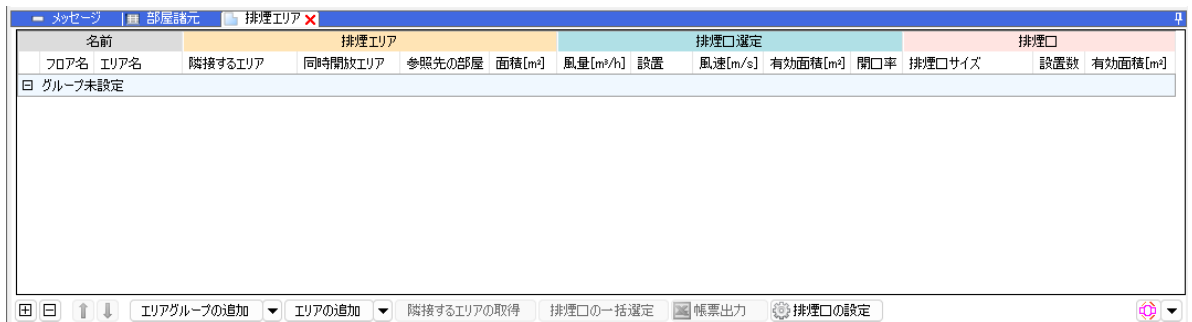 メッセージ 部屋諸元 排煙エリア
名前 排煙エリア 排煙口選定 排煙口
フロア名 エリア名 隣接するエリア 同時開放エリア 参照先の部屋 面積[m²] 風量[m³/h] 設置 風速[m/s] 有効面積[m²] 開口率 排煙口サイズ 設置数 有効面積[m²]
グループ未設定
エリアグループの追加 エリアの追加 隣接するエリアの取得 排煙口の一括選定 帳票出力 排煙口の設定